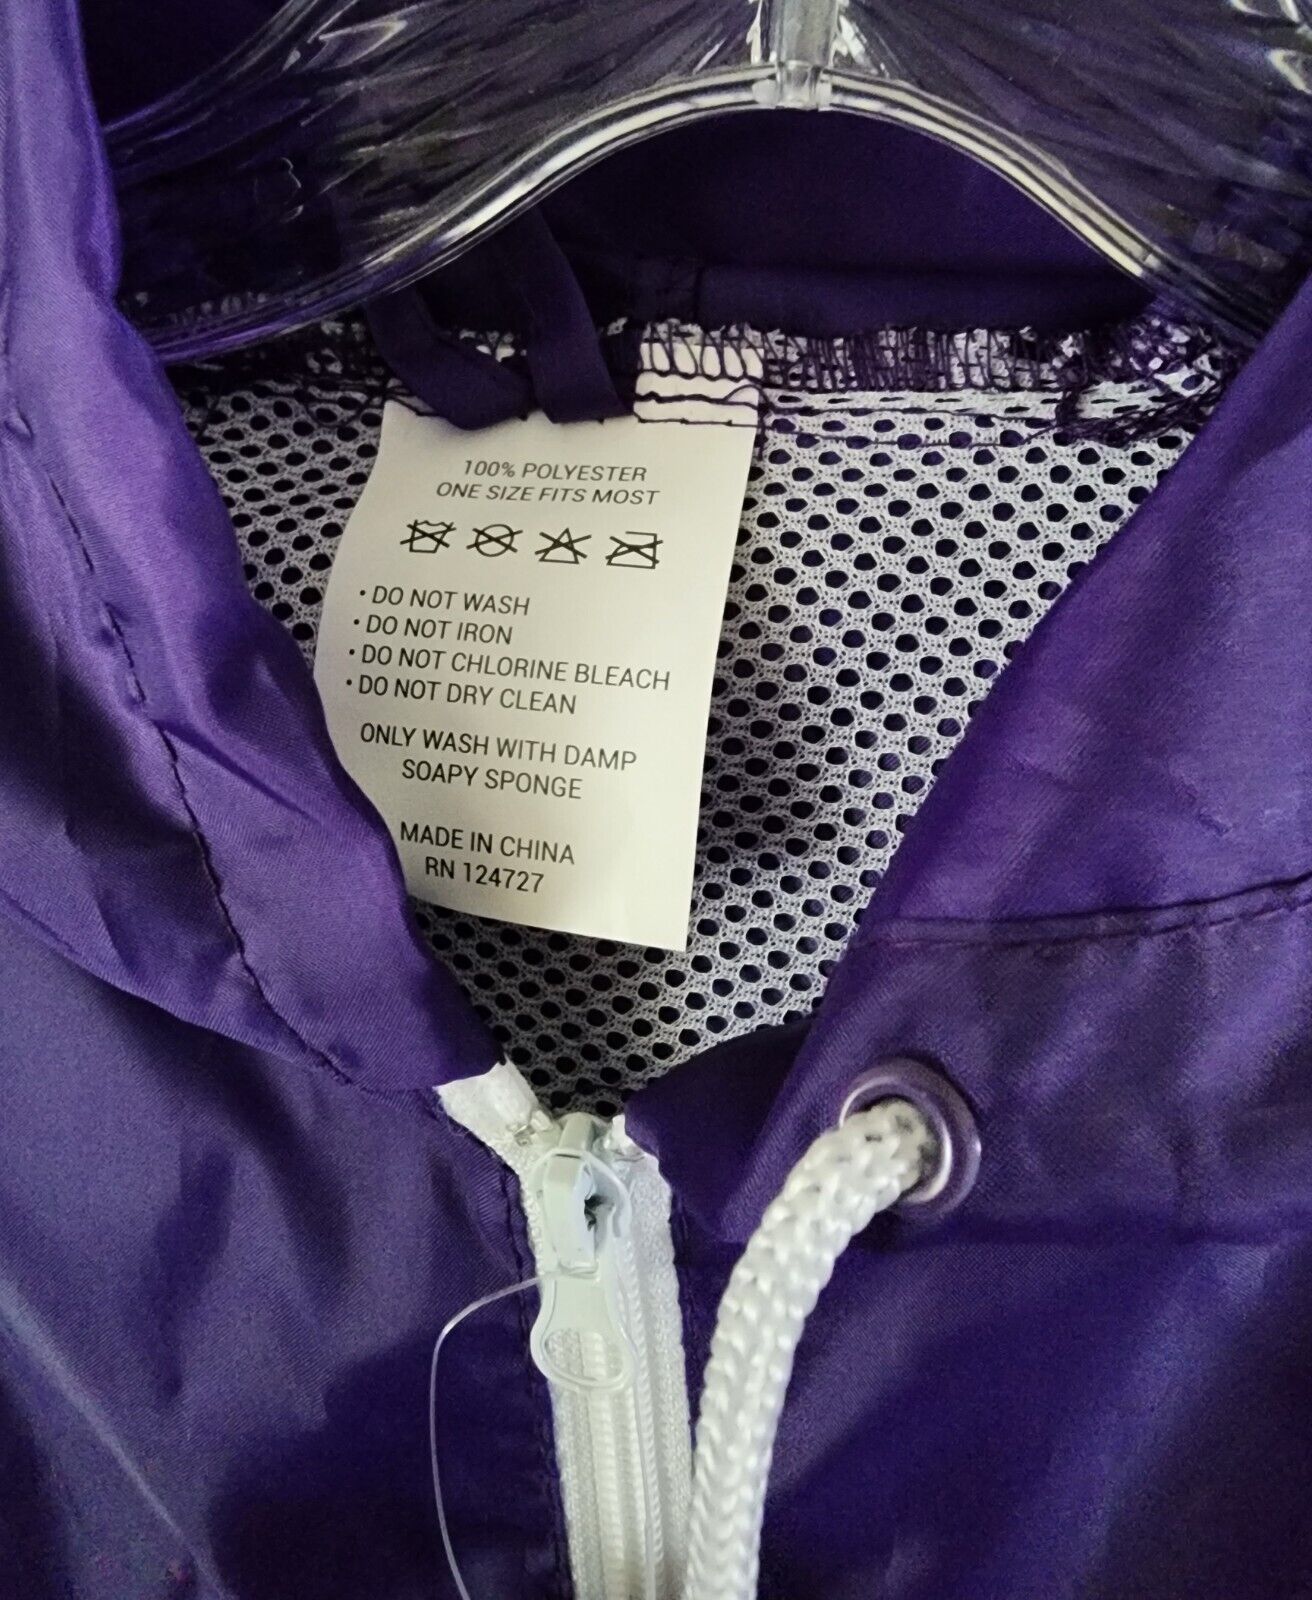 100% POLYESTER
ONE SIZE FITS MOST
• DO NOT WASH
• DO NOT IRON
• DO NOT CHLORINE BLEACH
• DO NOT DRY CLEAN
ONLY WASH WITH DAMP
SOAPY SPONGE
MADE IN CHINA
RN 124727